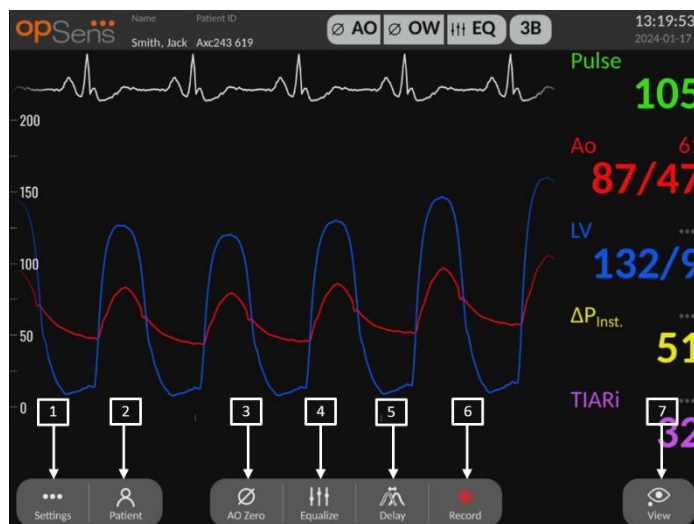 opSens
Name Patient ID
Smith, Jack Axc243 619
Ø AO Ø OW EQ 3B
13:19:53
2024-01-17
Pulse
105
Ao
87/47
LV
132/9
ΔP Inst.
51
TIARi
32
200
150
100
50
0
1 2 3 4 5 6 7
Settings Patient AO Zero Equalize Delay Record View